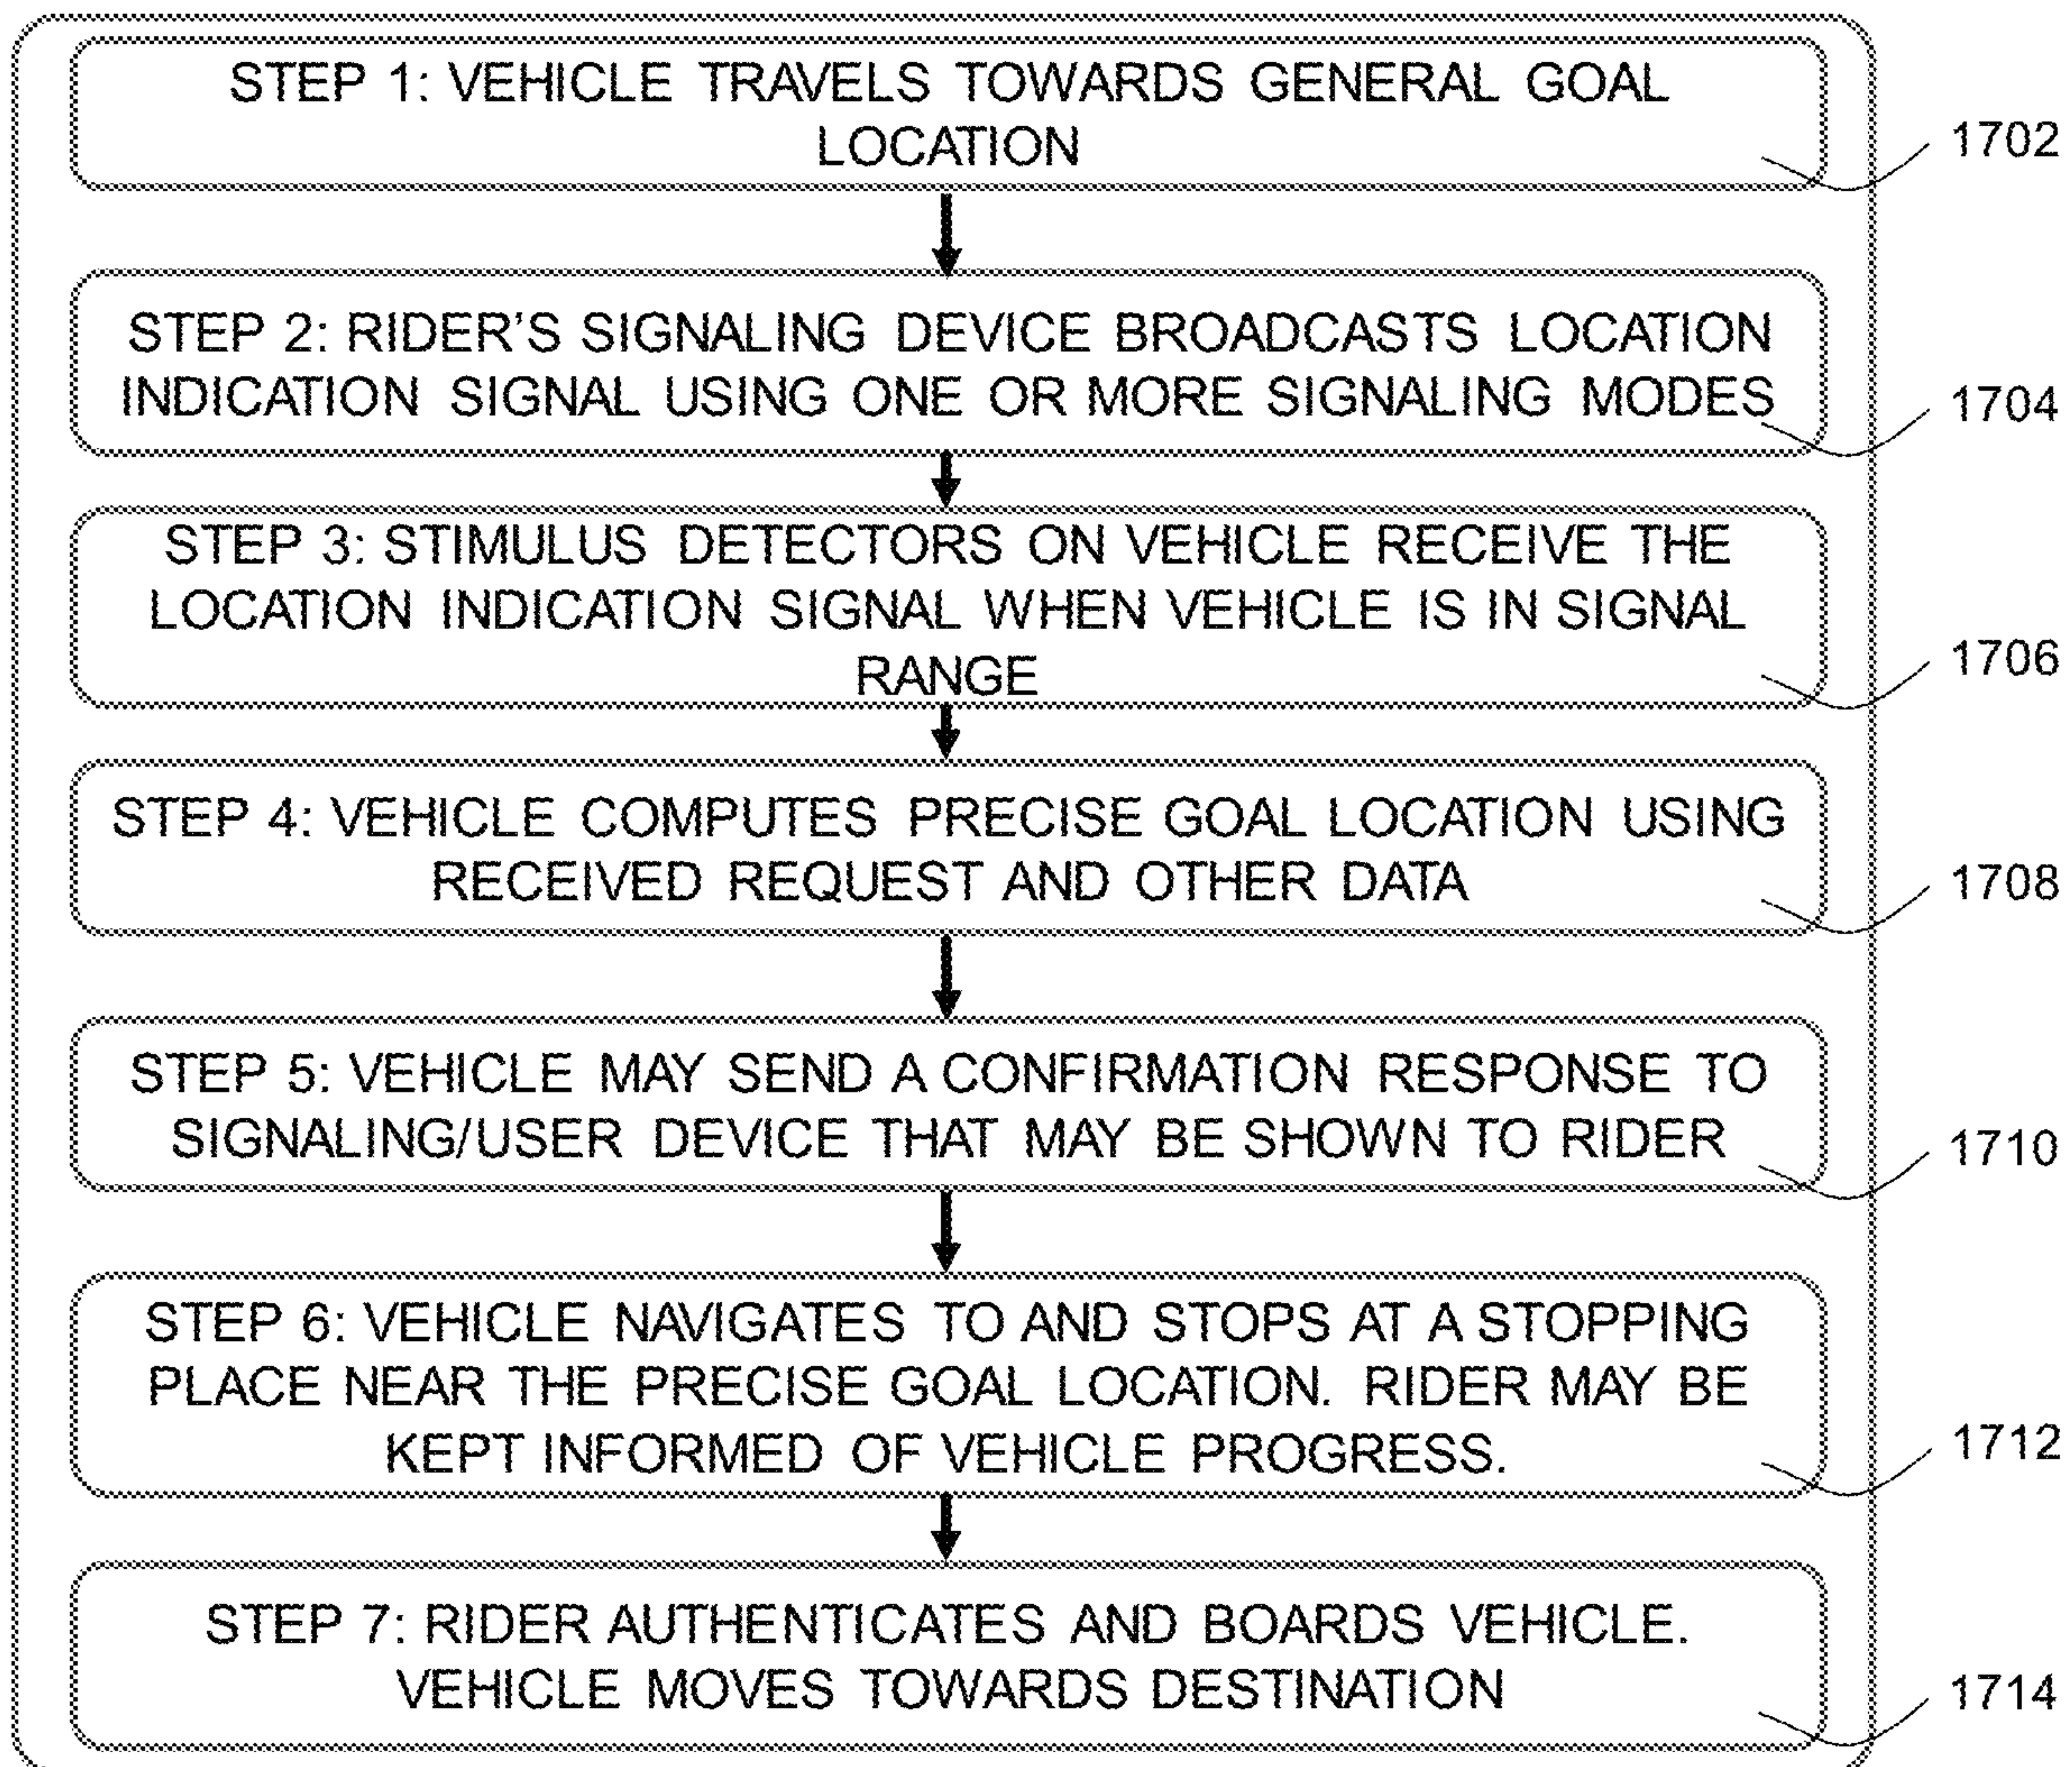 STEP 1: VEHICLE TRAVELS TOWARDS GENERAL GOAL
LOCATION
1702
STEP 2: RIDER'S SIGNALING DEVICE BROADCASTS LOCATION
INDICATION SIGNAL USING ONE OR MORE SIGNALING MODES
1704
STEP 3: STIMULUS DETECTORS ON VEHICLE RECEIVE THE
LOCATION INDICATION SIGNAL WHEN VEHICLE IS IN SIGNAL
RANGE
1706
STEP 4: VEHICLE COMPUTES PRECISE GOAL LOCATION USING
RECEIVED REQUEST AND OTHER DATA
1708
STEP 5: VEHICLE MAY SEND A CONFIRMATION RESPONSE TO
SIGNALING/USER DEVICE THAT MAY BE SHOWN TO RIDER
1710
STEP 6: VEHICLE NAVIGATES TO AND STOPS AT A STOPPING
PLACE NEAR THE PRECISE GOAL LOCATION. RIDER MAY BE
KEPT INFORMED OF VEHICLE PROGRESS.
1712
STEP 7: RIDER AUTHENTICATES AND BOARDS VEHICLE.
VEHICLE MOVES TOWARDS DESTINATION
1714